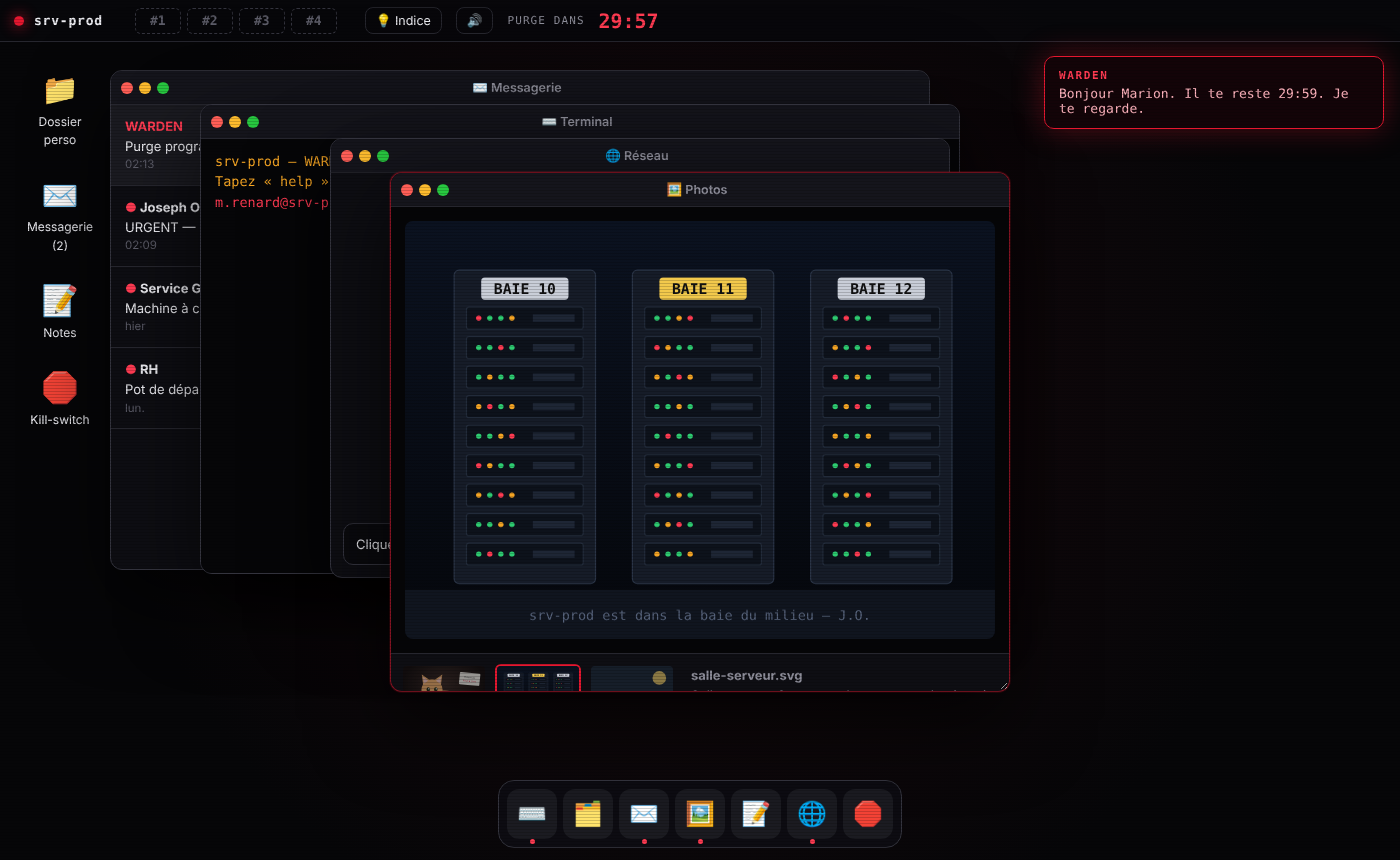 srv-prod
#1
#2
#3
#4
Indice
PURGE DANS
29:57
WARDEN
Bonjour Marion. Il te reste 29:59. Je
te regarde.
Dossier
perso
Messagerie
(2)
Notes
Kill-switch
Messagerie
WARDEN
Purge progr
02:13
Joseph O
URGENT —
02:09
Service G
Machine à c
hier
RH
Pot de dépa
lun.
Terminal
srv-prod — WAR
Tapez « help »
m.renard@srv-p
Réseau
Clique
Photos
BAIE 10
BAIE 11
BAIE 12
srv-prod est dans la baie du milieu — J.O.
salle-serveur.svg